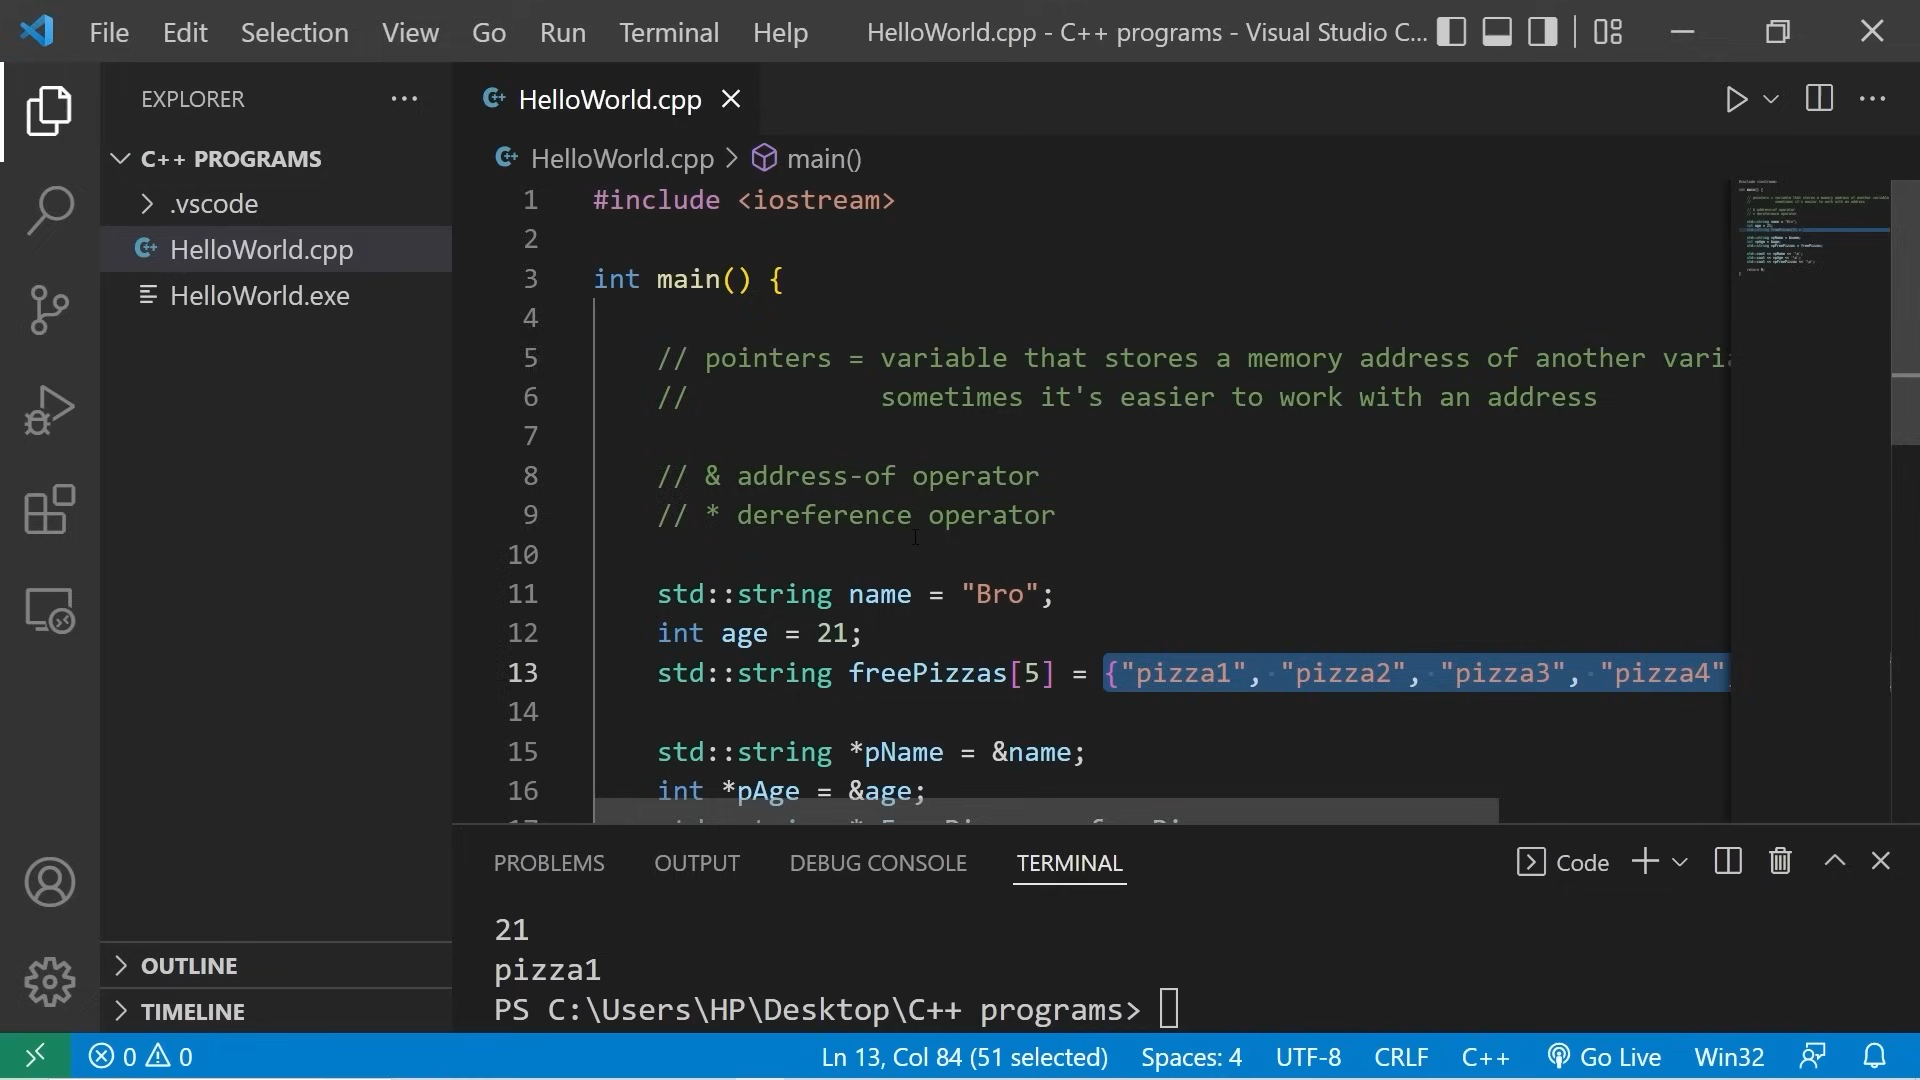 File Edit Selection View Go Run Terminal Help HelloWorld.cpp - C++ programs - Visual Studio C...
EXPLORER
C++ PROGRAMS
.vscode
HelloWorld.cpp
HelloWorld.exe
OUTLINE
TIMELINE
HelloWorld.cpp
HelloWorld.cpp > main()
1 #include <iostream>
2
3 int main() {
4
5 // pointers = variable that stores a memory address of another varia
6 // sometimes it's easier to work with an address
7
8 // & address-of operator
9 // * dereference operator
10
11 std::string name = "Bro";
12 int age = 21;
13 std::string freePizzas[5] = {"pizza1", "pizza2", "pizza3", "pizza4",
14
15 std::string *pName = &name;
16 int *pAge = &age;
PROBLEMS OUTPUT DEBUG CONSOLE TERMINAL Code
21
pizza1
PS C:\Users\HP\Desktop\C++ programs>
0 0 Ln 13, Col 84 (51 selected) Spaces: 4 UTF-8 CRLF C++ Go Live Win32